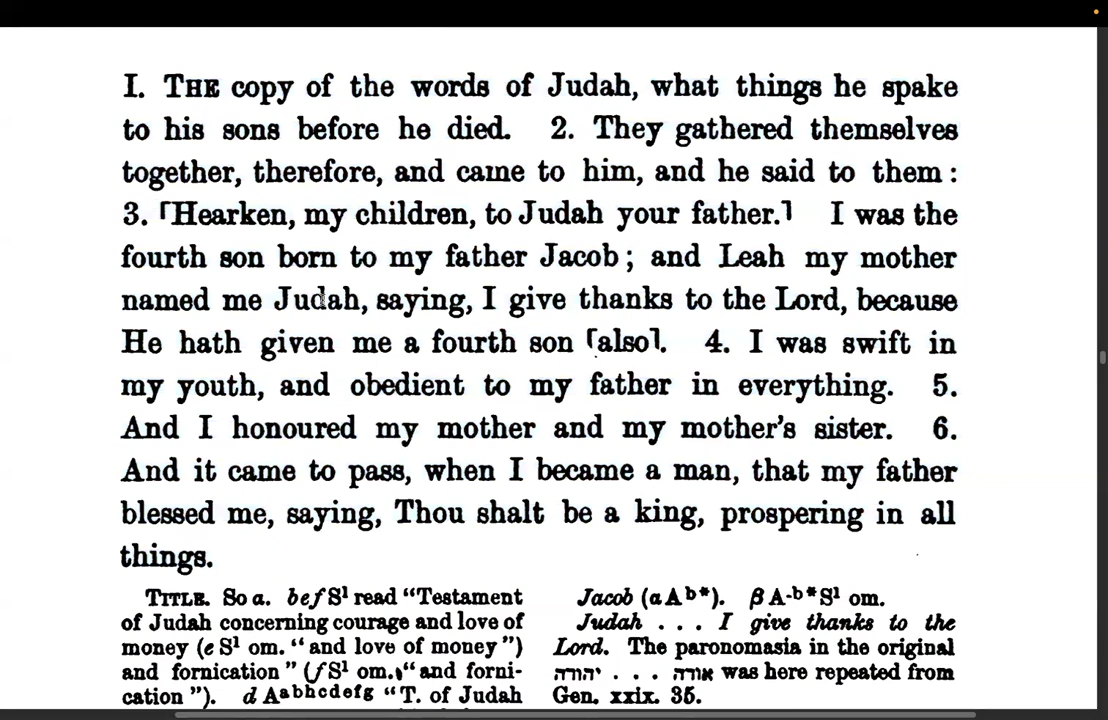 I. THE copy of the words of Judah, what things he spake
to his sons before he died. 2. They gathered themselves
together, therefore, and came to him, and he said to them:
3. ⌜Hearken, my children, to Judah your father.⌝ I was the
fourth son born to my father Jacob; and Leah my mother
named me Judah, saying, I give thanks to the Lord, because
He hath given me a fourth son ⌜also⌝. 4. I was swift in
my youth, and obedient to my father in everything. 5.
And I honoured my mother and my mother's sister. 6.
And it came to pass, when I became a man, that my father
blessed me, saying, Thou shalt be a king, prospering in all
things.
TITLE. So a. befS¹ read "Testament
of Judah concerning courage and love of
money (e S¹ om. "and love of money")
and fornication" (f S¹ om. "and forni-
cation"). d Aabhcdefg "T. of Judah
Jacob (α Ab*). β A-b* S¹ om.
Judah . . . I give thanks to the
Lord. The paronomasia in the original
יהודה . . . אודה was here repeated from
Gen. xxix. 35.